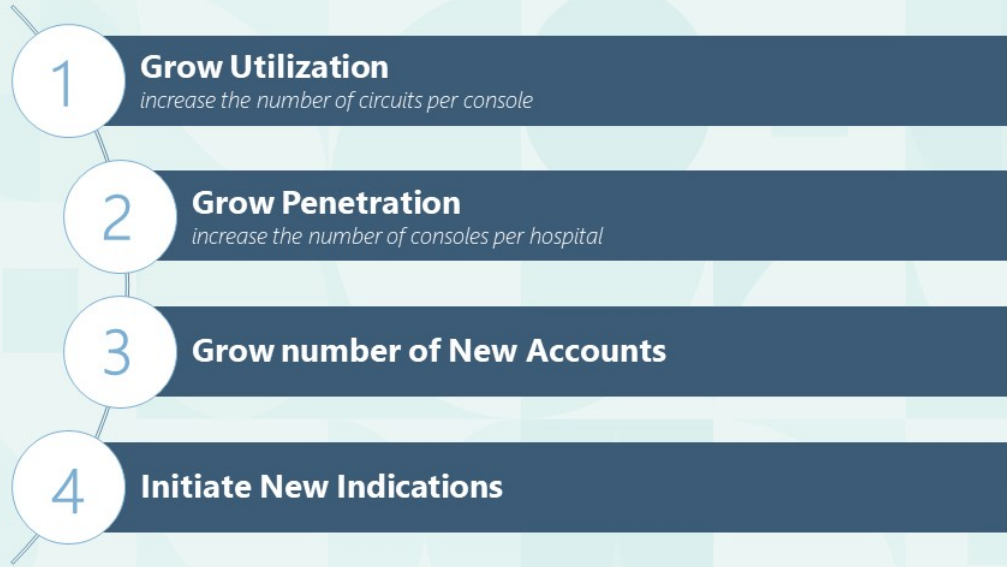 1
Grow Utilization
increase the number of circuits per console
2
Grow Penetration
increase the number of consoles per hospital
3
Grow number of New Accounts
4
Initiate New Indications